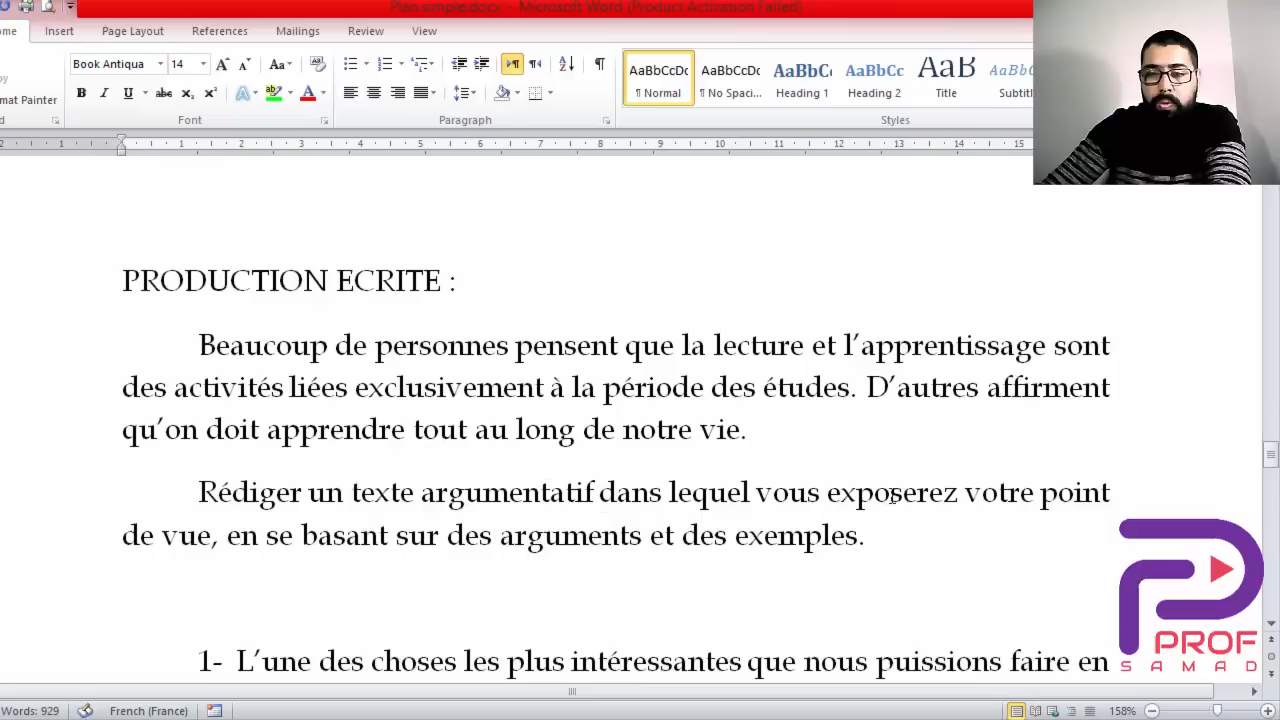 Plan simple.docx - Microsoft Word (Product Activation Failed)
Insert Page Layout References Mailings Review View
Book Antiqua 14
Font Paragraph Styles
AaBbCcDc AaBbCcDc AaBbC AaBbCc AaB
¶ Normal ¶ No Spaci... Heading 1 Heading 2 Title
PRODUCTION ECRITE :
Beaucoup de personnes pensent que la lecture et l’apprentissage sont
des activités liées exclusivement à la période des études. D’autres affirment
qu’on doit apprendre tout au long de notre vie.
Rédiger un texte argumentatif dans lequel vous exposerez votre point
de vue, en se basant sur des arguments et des exemples.
1- L’une des choses les plus intéressantes que nous puissions faire en
PROF
SAMAD
Words: 929 French (France) 158%